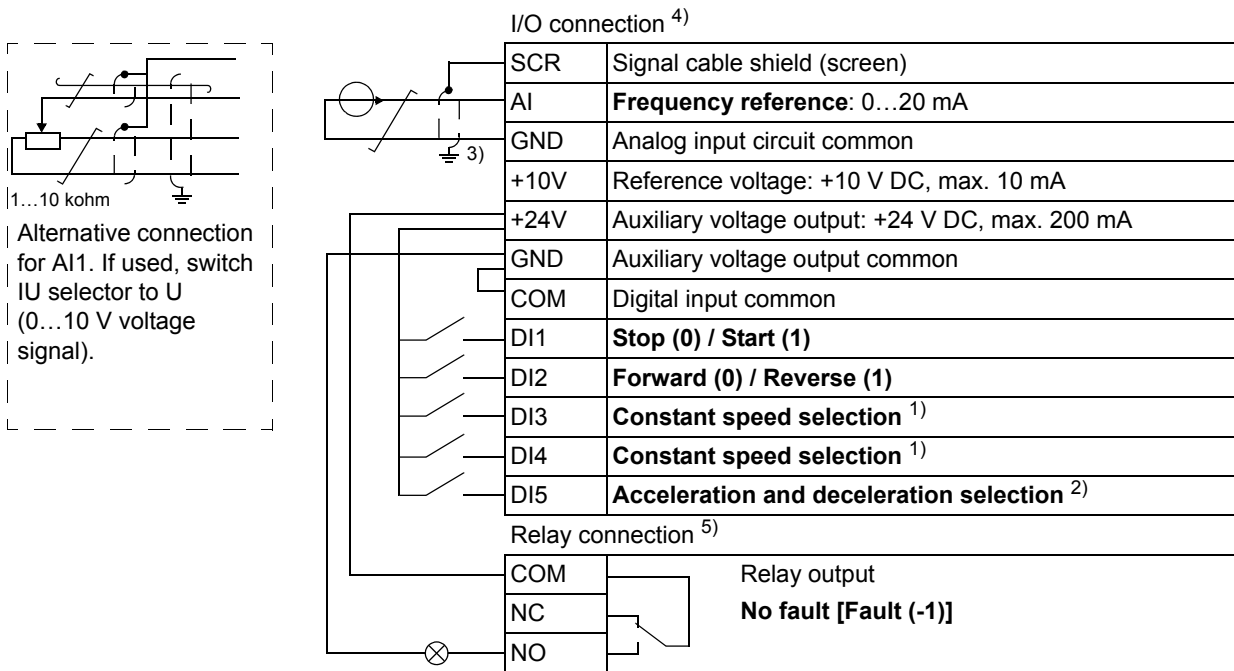 I/O connection 4)
SCR Signal cable shield (screen)
AI Frequency reference: 0…20 mA
GND Analog input circuit common
3)
+10V Reference voltage: +10 V DC, max. 10 mA
+24V Auxiliary voltage output: +24 V DC, max. 200 mA
GND Auxiliary voltage output common
COM Digital input common
DI1 Stop (0) / Start (1)
DI2 Forward (0) / Reverse (1)
DI3 Constant speed selection 1)
DI4 Constant speed selection 1)
DI5 Acceleration and deceleration selection 2)
Relay connection 5)
COM Relay output
NC No fault [Fault (-1)]
NO
1…10 kohm
Alternative connection
for AI1. If used, switch
IU selector to U
(0…10 V voltage
signal).